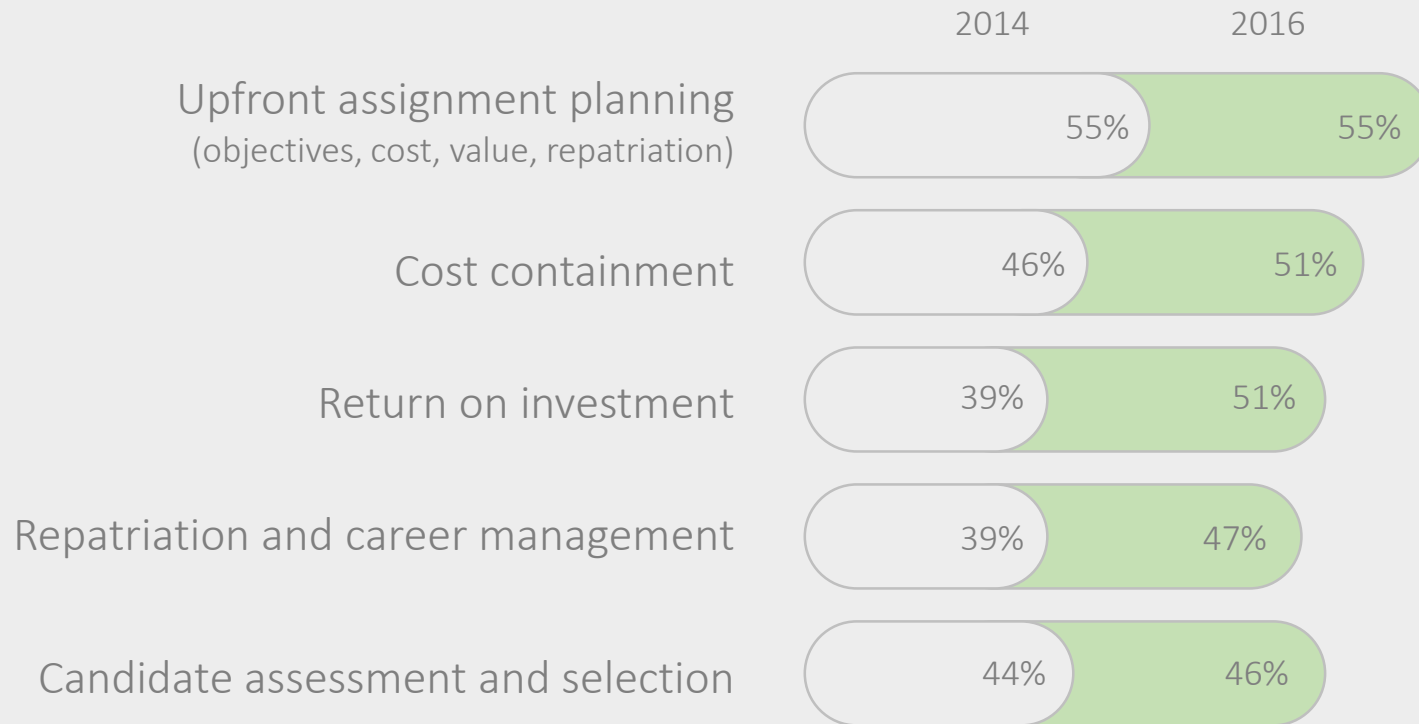 2014 2016
Upfront assignment planning
(objectives, cost, value, repatriation)
55% 55%
Cost containment
46% 51%
Return on investment
39% 51%
Repatriation and career management
39% 47%
Candidate assessment and selection
44% 46%